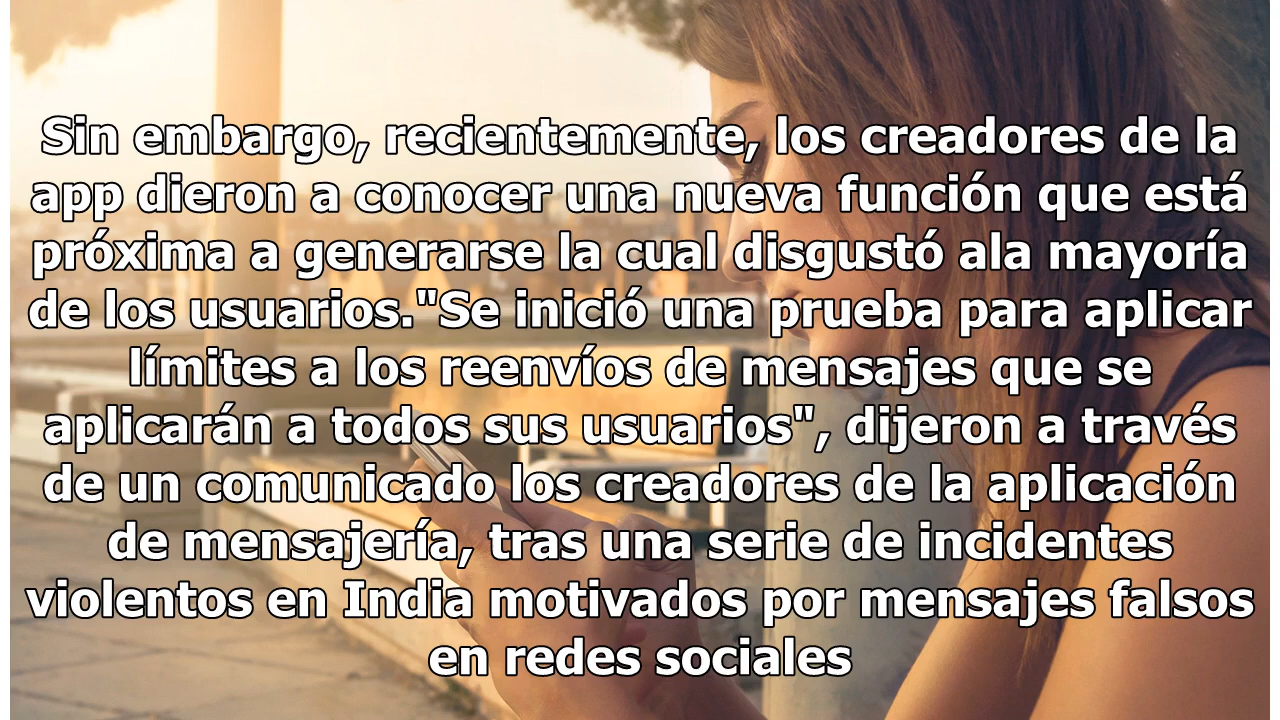 Sin embargo, recientemente, los creadores de la
app dieron a conocer una nueva función que está
próxima a generarse la cual disgustó ala mayoría
de los usuarios."Se inició una prueba para aplicar
límites a los reenvíos de mensajes que se
aplicarán a todos sus usuarios", dijeron a través
de un comunicado los creadores de la aplicación
de mensajería, tras una serie de incidentes
violentos en India motivados por mensajes falsos
en redes sociales